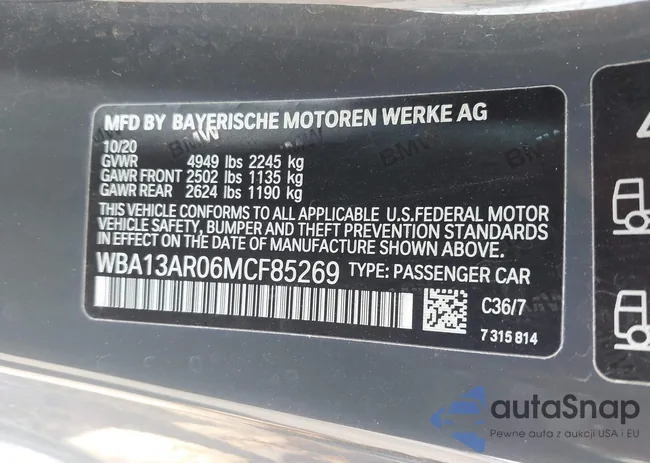 MFD BY BAYERISCHE MOTOREN WERKE AG
10/20
GVWR 4949 lbs 2245 kg
GAWR FRONT 2502 lbs 1135 kg
GAWR REAR 2624 lbs 1190 kg
THIS VEHICLE CONFORMS TO ALL APPLICABLE U.S.FEDERAL MOTOR
VEHICLE SAFETY, BUMPER AND THEFT PREVENTION STANDARDS
IN EFFECT ON THE DATE OF MANUFACTURE SHOWN ABOVE.
WBA13AR06MCF85269 TYPE: PASSENGER CAR
C36/7
7 315 814
autaSnap
Pewne auta z aukcji USA i EU